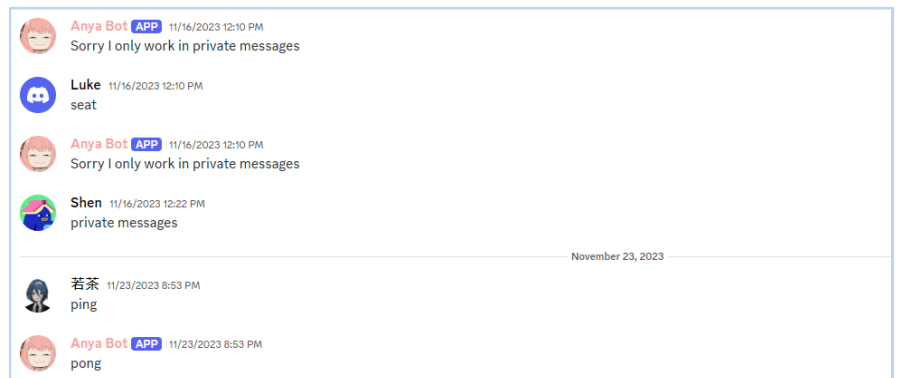 Anya Bot APP 11/16/2023 12:10 PM
Sorry I only work in private messages
Luke 11/16/2023 12:10 PM
seat
Anya Bot APP 11/16/2023 12:10 PM
Sorry I only work in private messages
Shen 11/16/2023 12:22 PM
private messages
November 23, 2023
若茶 11/23/2023 8:53 PM
ping
Anya Bot APP 11/23/2023 8:53 PM
pong